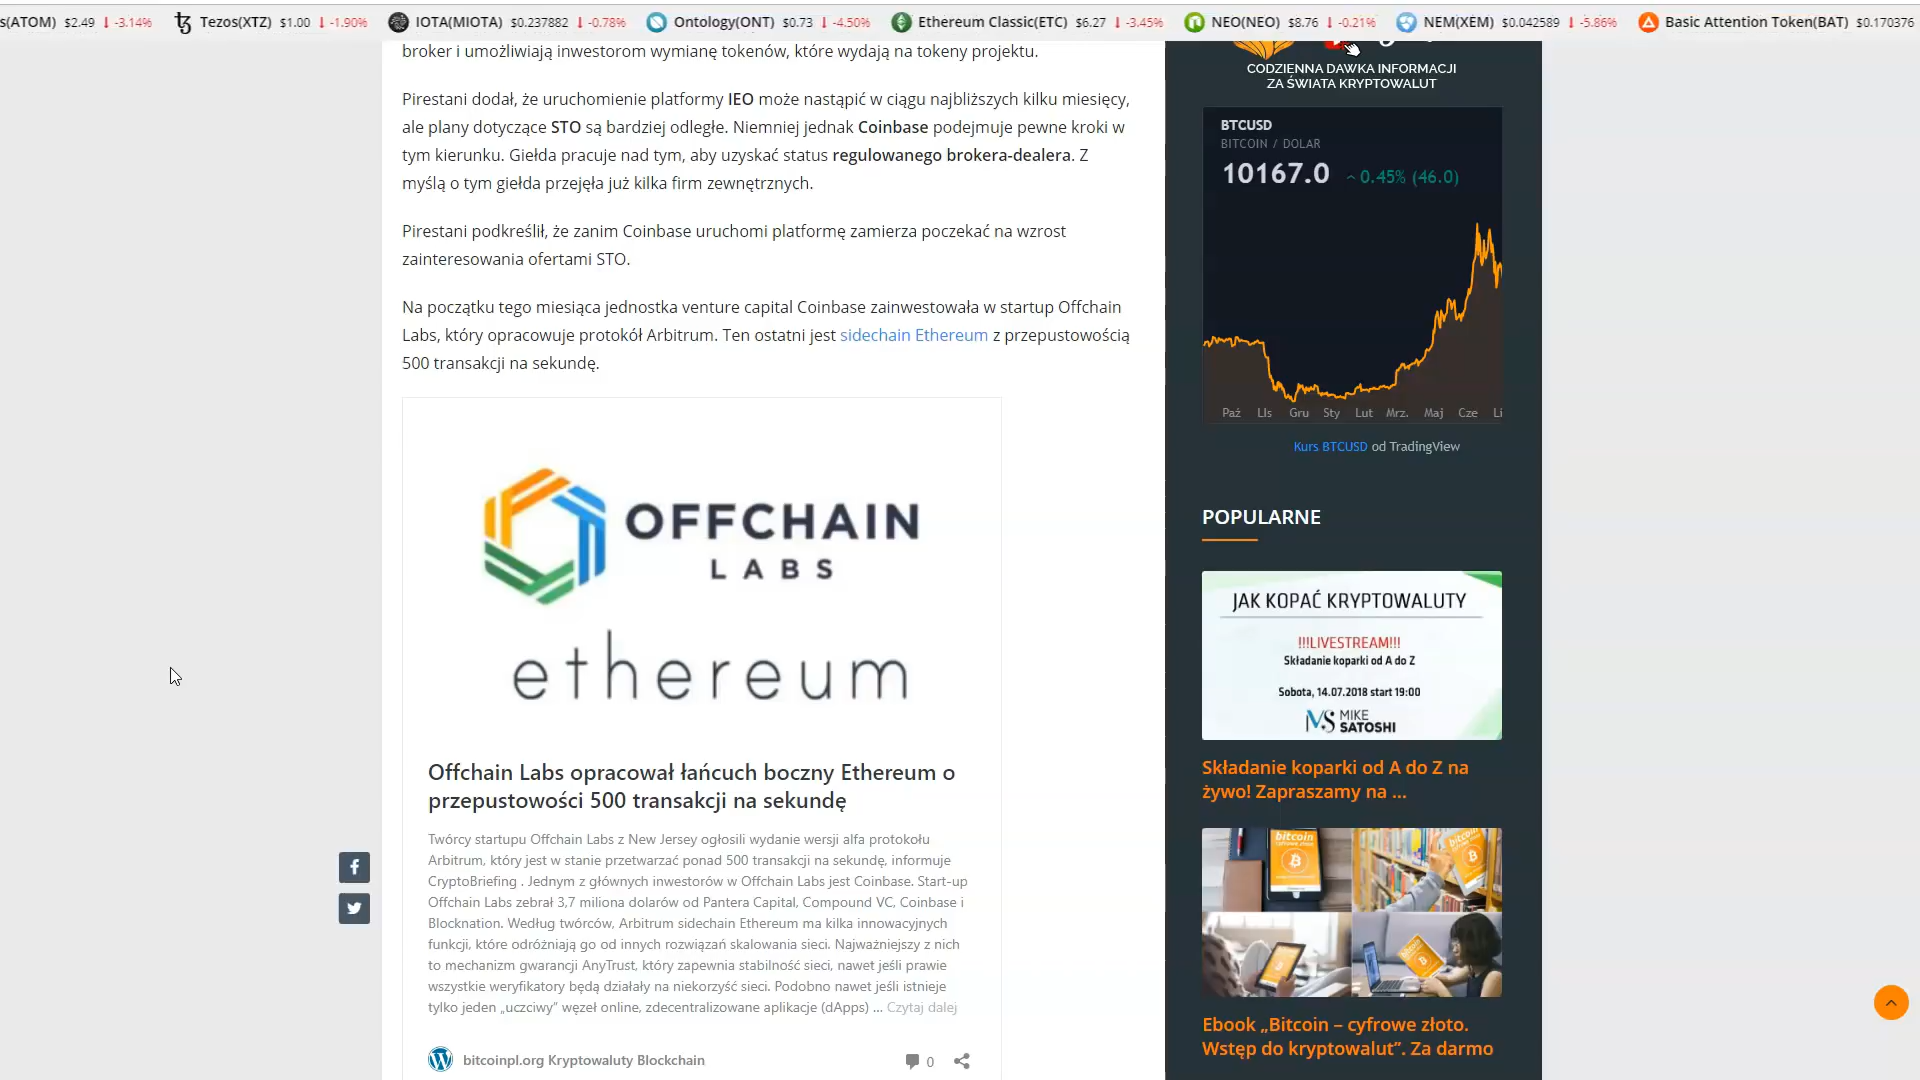 s(ATOM) $2.49 ↓ -3.14% Tezos(XTZ) $1.00 ↓ -1.90% IOTA(MIOTA) $0.237882 ↓ -0.78% Ontology(ONT) $0.73 ↓ -4.50% Ethereum Classic(ETC) $6.27 ↓ -3.45% NEO(NEO) $8.76 ↓ -0.21% NEM(XEM) $0.042589 ↓ -5.86% Basic Attention Token(BAT) $0.170376
broker i umożliwiają inwestorom wymianę tokenów, które wydają na tokeny projektu.
Pirestani dodał, że uruchomienie platformy IEO może nastąpić w ciągu najbliższych kilku miesięcy,
ale plany dotyczące STO są bardziej odległe. Niemniej jednak Coinbase podejmuje pewne kroki w
tym kierunku. Giełda pracuje nad tym, aby uzyskać status regulowanego brokera-dealera. Z
myślą o tym giełda przejęła już kilka firm zewnętrznych.
Pirestani podkreślił, że zanim Coinbase uruchomi platformę zamierza poczekać na wzrost
zainteresowania ofertami STO.
Na początku tego miesiąca jednostka venture capital Coinbase zainwestowała w startup Offchain
Labs, który opracowuje protokół Arbitrum. Ten ostatni jest sidechain Ethereum z przepustowością
500 transakcji na sekundę.
OFFCHAIN
LABS
ethereum
Offchain Labs opracował łańcuch boczny Ethereum o
przepustowości 500 transakcji na sekundę
Twórcy startupu Offchain Labs z New Jersey ogłosili wydanie wersji alfa protokołu
Arbitrum, który jest w stanie przetwarzać ponad 500 transakcji na sekundę, informuje
CryptoBriefing . Jednym z głównych inwestorów w Offchain Labs jest Coinbase. Start-up
Offchain Labs zebrał 3,7 miliona dolarów od Pantera Capital, Compound VC, Coinbase i
Blocknation. Według twórców, Arbitrum sidechain Ethereum ma kilka innowacyjnych
funkcji, które odróżniają go od innych rozwiązań skalowania sieci. Najważniejszy z nich
to mechanizm gwarancji AnyTrust, który zapewnia stabilność sieci, nawet jeśli prawie
wszystkie weryfikatory będą działały na niekorzyść sieci. Podobno nawet jeśli istnieje
tylko jeden „uczciwy” węzeł online, zdecentralizowane aplikacje (dApps) ... Czytaj dalej
bitcoinpl.org Kryptowaluty Blockchain 0
CODZIENNA DAWKA INFORMACJI
ZA ŚWIATA KRYPTOWALUT
BTCUSD
BITCOIN / DOLAR
10167.0 0.45% (46.0)
Paź Lis Gru Sty Lut Mrz. Maj Cze Li
Kurs BTCUSD od TradingView
POPULARNE
JAK KOPAĆ KRYPTOWALUTY
!!!LIVESTREAM!!!
Składanie koparki od A do Z
Sobota, 14.07.2018 start 19:00
MS MIKE
SATOSHI
Składanie koparki od A do Z na
żywo! Zapraszamy na ...
bitcoin
cyfrowe złoto
Ebook „Bitcoin – cyfrowe złoto.
Wstęp do kryptowalut”. Za darmo